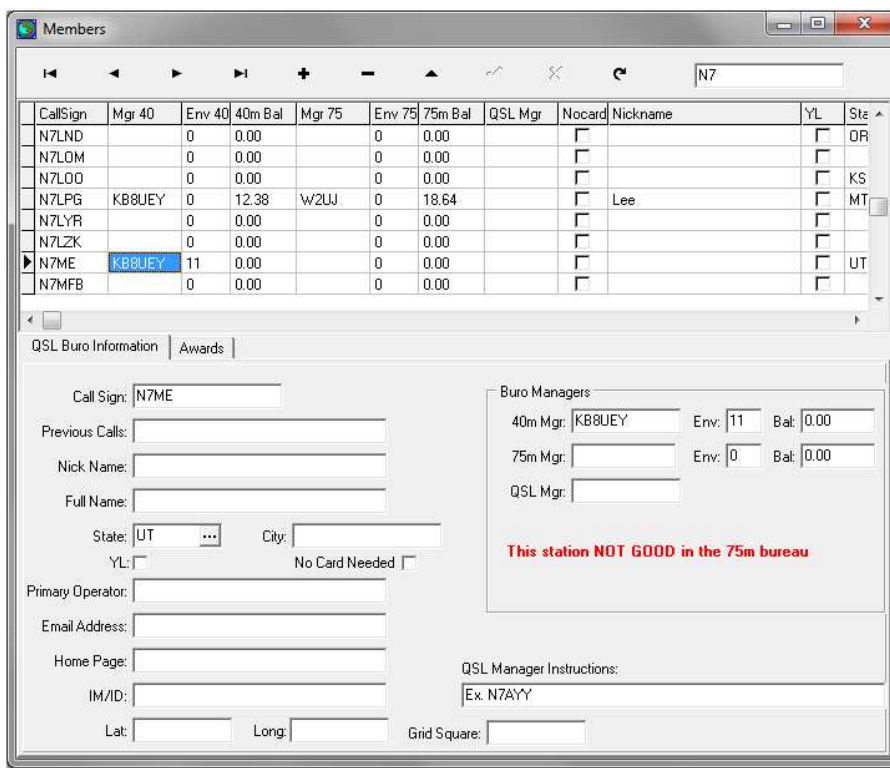 Members
N7
CallSign Mgr 40 Env 40 40m Bal Mgr 75 Env 75 75m Bal QSL Mgr Nocard Nickname YL Sta
N7LND 0 0.00 0 0.00 OR
N7LOM 0 0.00 0 0.00
N7LOO 0 0.00 0 0.00 KS
N7LPG KB8UEY 0 12.38 W2UJ 0 18.64 Lee MT
N7LYR 0 0.00 0 0.00
N7LZK 0 0.00 0 0.00
N7ME KB8UEY 11 0.00 0 0.00 UT
N7MFB 0 0.00 0 0.00
QSL Buro Information Awards
Call Sign: N7ME
Previous Calls:
Nick Name:
Full Name:
State: UT ... City:
YL: No Card Needed
Primary Operator:
Email Address:
Home Page:
IM/ID:
Lat: Long: Grid Square:
Buro Managers
40m Mgr: KB8UEY Env: 11 Bal: 0.00
75m Mgr: Env: 0 Bal: 0.00
QSL Mgr:
This station NOT GOOD in the 75m bureau
QSL Manager Instructions:
Ex. N7AYY